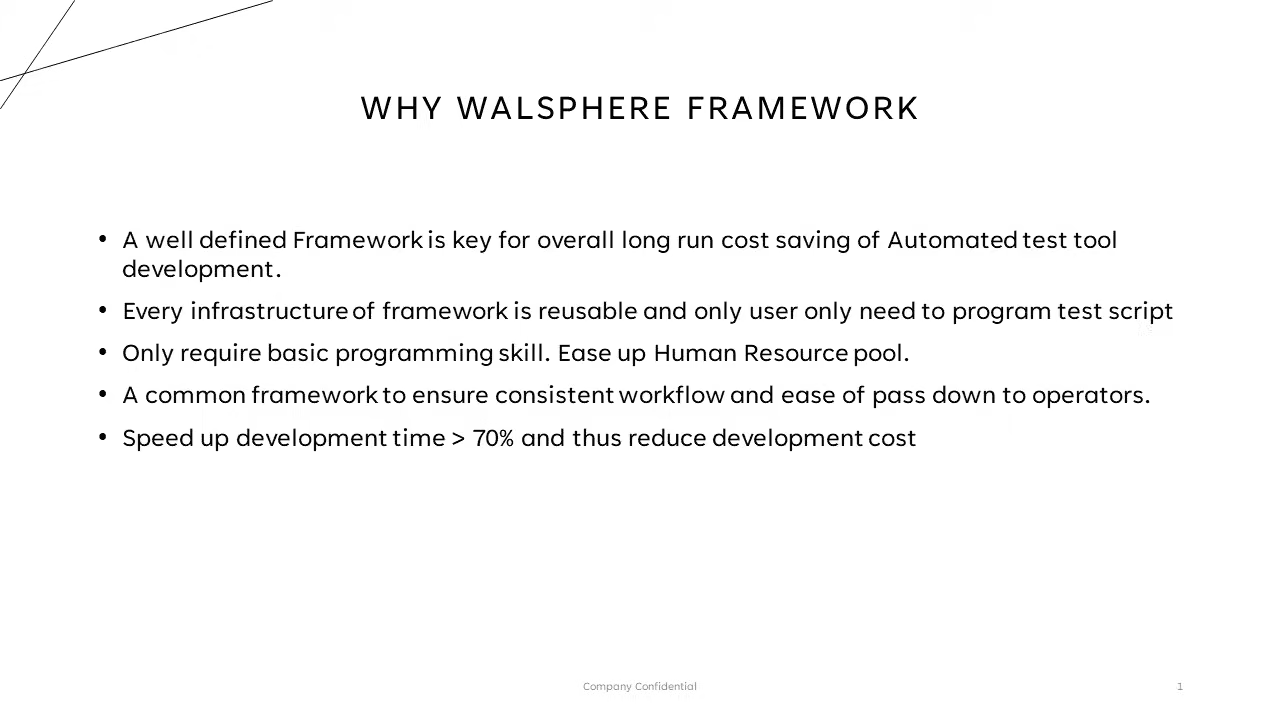 WHY WALSPHERE FRAMEWORK
• A well defined Framework is key for overall long run cost saving of Automated test tool
development.
• Every infrastructure of framework is reusable and only user only need to program test script
• Only require basic programming skill. Ease up Human Resource pool.
• A common framework to ensure consistent workflow and ease of pass down to operators.
• Speed up development time > 70% and thus reduce development cost
Company Confidential
1